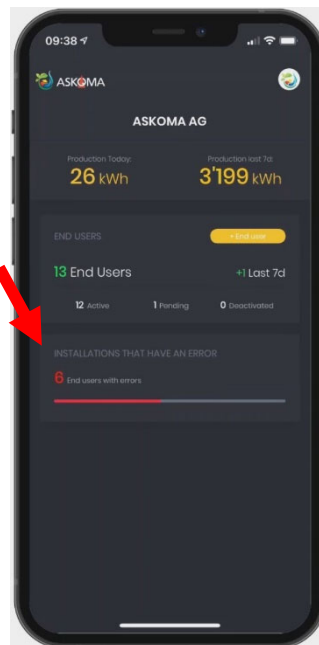 09:38
ASKOMA
ASKOMA AG
Production Today: Production last 7d:
26 kWh 3'199 kWh
END USERS + End user
13 End Users +1 Last 7d
12 Active 1 Pending 0 Deactivated
INSTALLATIONS THAT HAVE AN ERROR
6 End users with errors